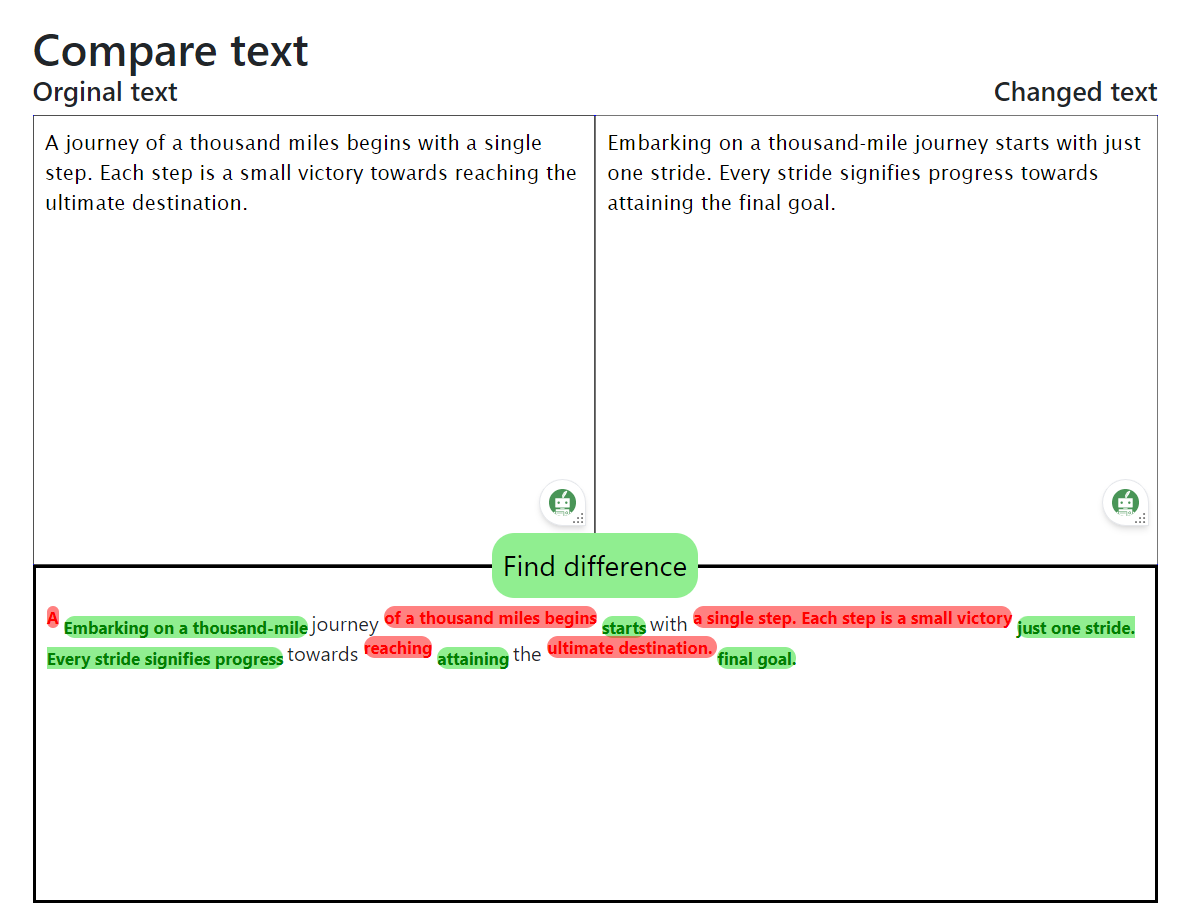 Compare text
Orginal text
Changed text
A journey of a thousand miles begins with a single
step. Each step is a small victory towards reaching the
ultimate destination.
Embarking on a thousand-mile journey starts with just
one stride. Every stride signifies progress towards
attaining the final goal.
Find difference
A Embarking on a thousand-mile journey of a thousand miles begins starts with a single step. Each step is a small victory just one stride.
Every stride signifies progress towards reaching attaining the ultimate destination. final goal.